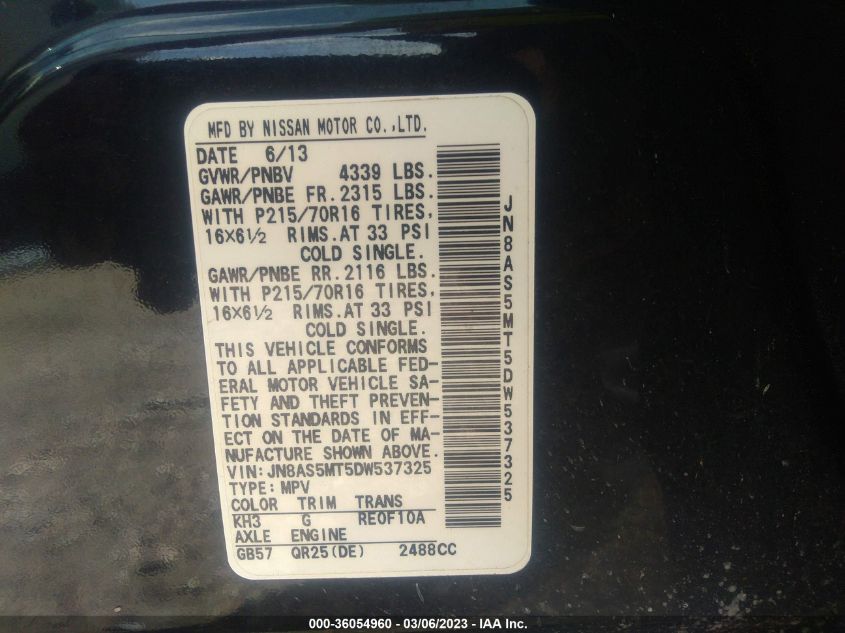 MFD BY NISSAN MOTOR CO.,LTD.
DATE 6/13
GVWR/PNBV 4339 LBS.
GAWR/PNBE FR. 2315 LBS.
WITH P215/70R16 TIRES,
16X6½ RIMS.AT 33 PSI
COLD SINGLE.
GAWR/PNBE RR. 2116 LBS.
WITH P215/70R16 TIRES,
16X6½ RIMS.AT 33 PSI
COLD SINGLE.
THIS VEHICLE CONFORMS
TO ALL APPLICABLE FED-
ERAL MOTOR VEHICLE SA-
FETY AND THEFT PREVEN-
TION STANDARDS IN EFF-
ECT ON THE DATE OF MA-
NUFACTURE SHOWN ABOVE.
VIN:JN8AS5MT5DW537325
TYPE:MPV
COLOR TRIM TRANS
KH3 G RE0F10A
AXLE ENGINE
GB57 QR25(DE) 2488CC
JN8AS5MT5DW537325
000-36054960 - 03/06/2023 - © IAA Inc.